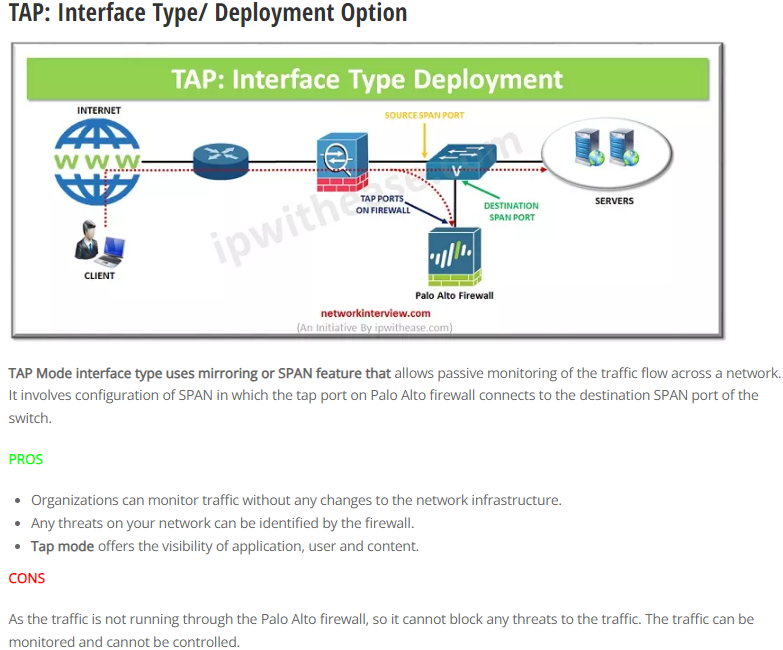 TAP: Interface Type/ Deployment Option
TAP: Interface Type Deployment
INTERNET
SOURCE SPAN PORT
WWW
TAP PORTS
ON FIREWALL
DESTINATION
SPAN PORT
SERVERS
CLIENT
ipwithease.com
Palo Alto Firewall
networkinterview.com
(An Initiative By ipwithease.com)
TAP Mode interface type uses mirroring or SPAN feature that allows passive monitoring of the traffic flow across a network.
It involves configuration of SPAN in which the tap port on Palo Alto firewall connects to the destination SPAN port of the
switch.
PROS
• Organizations can monitor traffic without any changes to the network infrastructure.
• Any threats on your network can be identified by the firewall.
• Tap mode offers the visibility of application, user and content.
CONS
As the traffic is not running through the Palo Alto firewall, so it cannot block any threats to the traffic. The traffic can be
monitored and cannot be controlled.